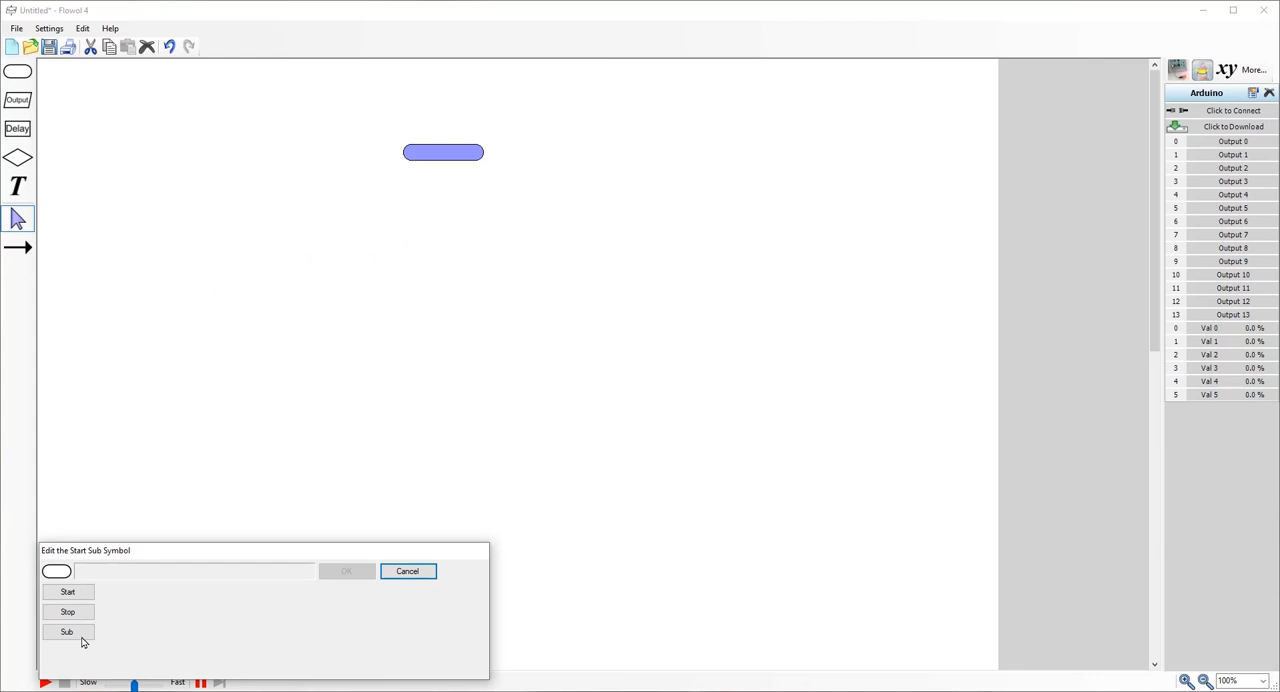 Untitled* - Flowol 4
File Settings Edit Help
xy More...
Output
Delay
T
Arduino
Click to Connect
Click to Download
0 Output 0
1 Output 1
2 Output 2
3 Output 3
4 Output 4
5 Output 5
6 Output 6
7 Output 7
8 Output 8
9 Output 9
10 Output 10
11 Output 11
12 Output 12
13 Output 13
0 Val 0 0.0 %
1 Val 1 0.0 %
2 Val 2 0.0 %
3 Val 3 0.0 %
4 Val 4 0.0 %
5 Val 5 0.0 %
Edit the Start Sub Symbol
OK Cancel
Start
Stop
Sub
Slow Fast
100%